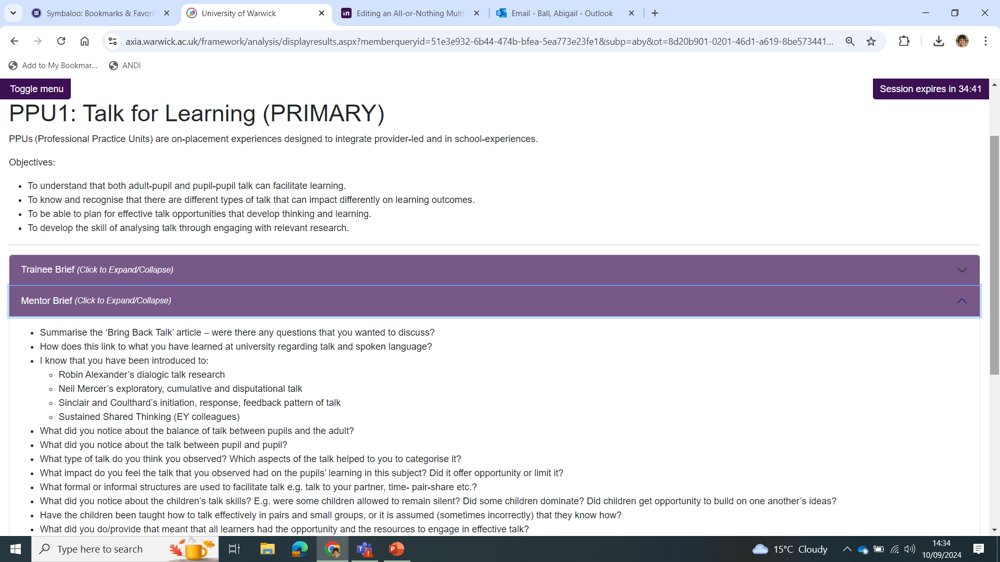 Symbaloo: Bookmarks & Favori
University of Warwick
in
Editing an All-or-Nothing Multi
Email - Ball, Abigail - Outlook
axia.warwick.ac.uk/framework/analysis/displayresults.aspx?memberqueryid=51e3e932-6b44-474b-bfea-5ea773e23fe1&subp=aby&ot=8d20b901-0201-46d1-a619-8be573441...
Add to My Bookmar...
ANDI
Toggle menu
Session expires in 34:41
PPU1: Talk for Learning (PRIMARY)
PPUs (Professional Practice Units) are on-placement experiences designed to integrate provider-led and in school-experiences.
Objectives:
• To understand that both adult-pupil and pupil-pupil talk can facilitate learning.
• To know and recognise that there are different types of talk that can impact differently on learning outcomes.
• To be able to plan for effective talk opportunities that develop thinking and learning.
• To develop the skill of analysing talk through engaging with relevant research.
Trainee Brief (Click to Expand/Collapse)
Mentor Brief (Click to Expand/Collapse)
• Summarise the ‘Bring Back Talk’ article – were there any questions that you wanted to discuss?
• How does this link to what you have learned at university regarding talk and spoken language?
• I know that you have been introduced to:
◦ Robin Alexander’s dialogic talk research
◦ Neil Mercer’s exploratory, cumulative and disputational talk
◦ Sinclair and Coulthard’s initiation, response, feedback pattern of talk
◦ Sustained Shared Thinking (EY colleagues)
• What did you notice about the balance of talk between pupils and the adult?
• What did you notice about the talk between pupil and pupil?
• What type of talk do you think you observed? Which aspects of the talk helped to you to categorise it?
• What impact do you feel the talk that you observed had on the pupils’ learning in this subject? Did it offer opportunity or limit it?
• What formal or informal structures are used to facilitate talk e.g. talk to your partner, time- pair-share etc.?
• What did you notice about the children’s talk skills? E.g. were some children allowed to remain silent? Did some children dominate? Did children get opportunity to build on one another’s ideas?
• Have the children been taught how to talk effectively in pairs and small groups, or it is assumed (sometimes incorrectly) that they know how?
• What did you do/provide that meant that all learners had the opportunity and the resources to engage in effective talk?
Type here to search
15°C Cloudy
14:34
10/09/2024